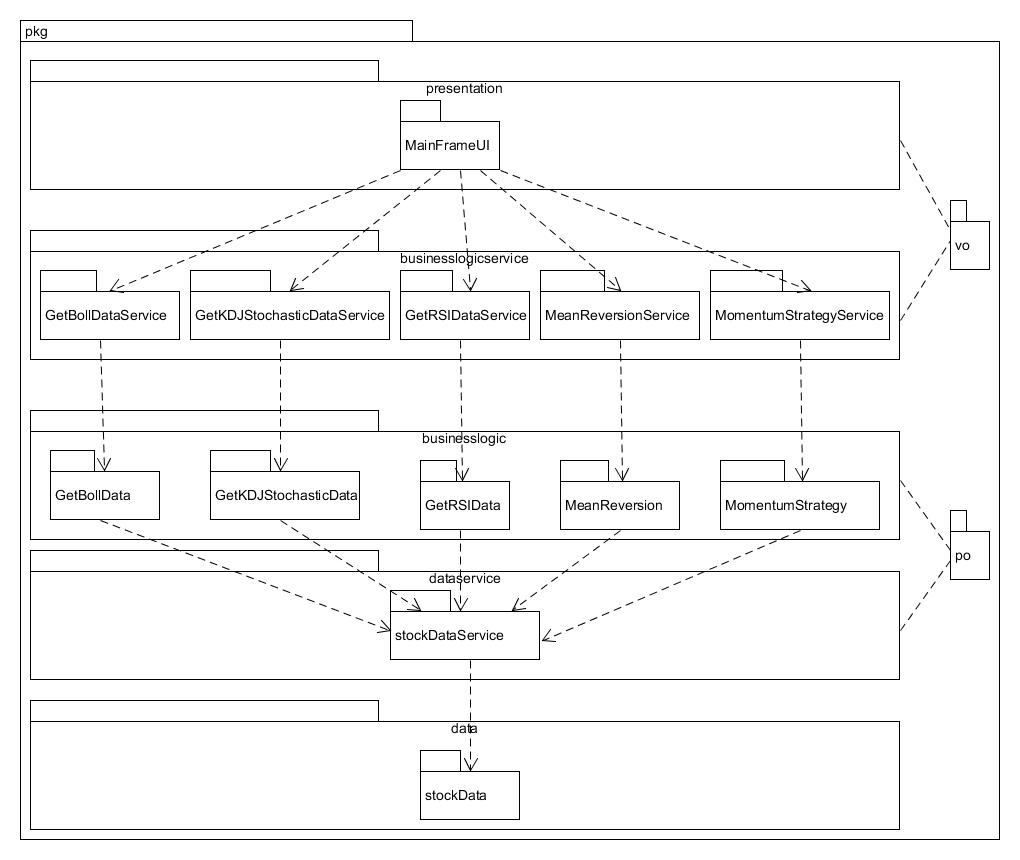 pkg
presentation
MainFrameUI
vo
businesslogicservice
GetBollDataService
GetKDJStochasticDataService
GetRSIDataService
MeanReversionService
MomentumStrategyService
businesslogic
GetBollData
GetKDJStochasticData
GetRSIData
MeanReversion
MomentumStrategy
po
dataservice
stockDataService
data
stockData